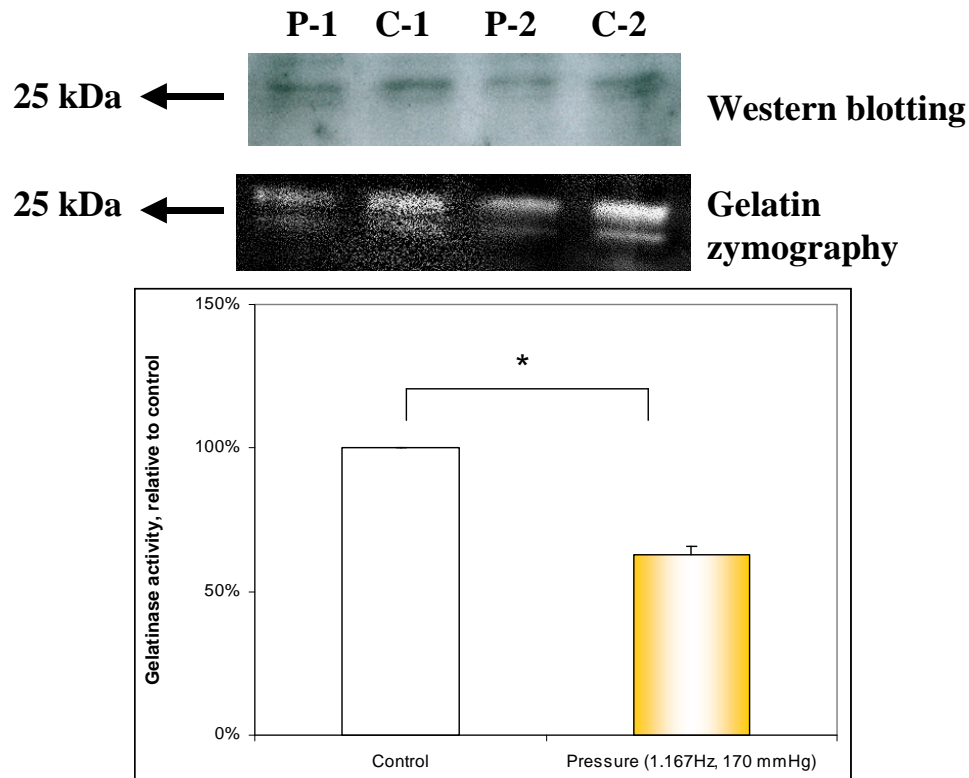 P-1 C-1 P-2 C-2
25 kDa
Western blotting
25 kDa
Gelatin
zymography
150%
100%
50%
0%
Gelatinase activity, relative to control
*
Control
Pressure (1.167Hz, 170 mmHg)